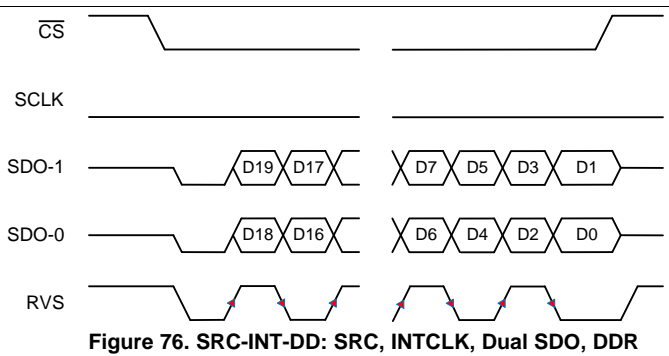 CS
SCLK
SDO-1 D19 D17 D7 D5 D3 D1
SDO-0 D18 D16 D6 D4 D2 D0
RVS
Figure 76. SRC-INT-DD: SRC, INTCLK, Dual SDO, DDR